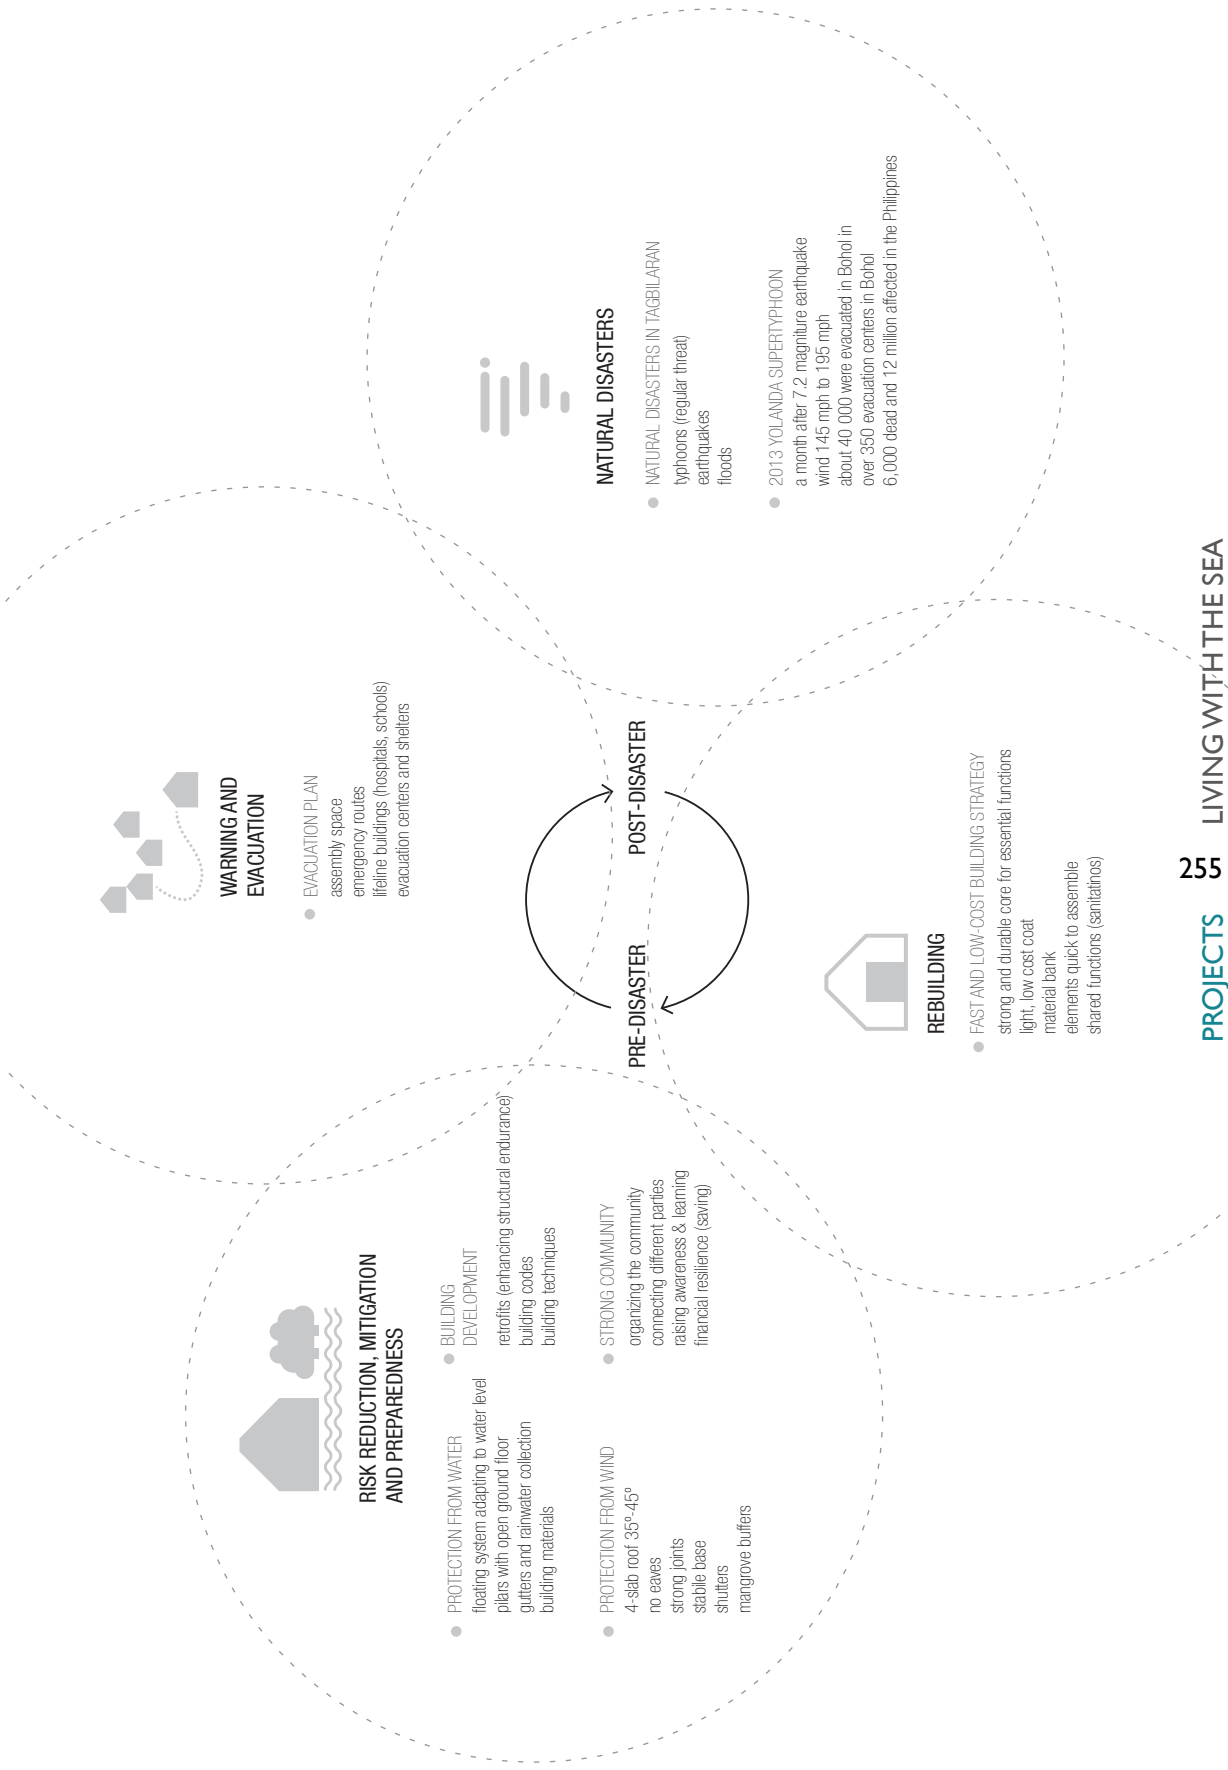 RISK REDUCTION, MITIGATION
AND PREPAREDNESS
PROTECTION FROM WATER
floating system adapting to water level
pilars with open ground floor
gutters and rainwater collection
building materials
BUILDING
DEVELOPMENT
retrofits (enhancing structural endurance)
building codes
building techniques
PROTECTION FROM WIND
4-slab roof 35º-45º
no eaves
strong joints
stabile base
shutters
mangrove buffers
STRONG COMMUNITY
organizing the community
connecting different parties
raising awareness & learning
financial resilience (saving)
WARNING AND
EVACUATION
EVACUATION PLAN
assembly space
emergency routes
lifeline buildings (hospitals, schools)
evacuation centers and shelters
PRE-DISASTER
POST-DISASTER
REBUILDING
FAST AND LOW-COST BUILDING STRATEGY
strong and durable core for essential functions
light, low cost coat
material bank
elements quick to assemble
shared functions (sanitatinos)
NATURAL DISASTERS
NATURAL DISASTERS IN TAGBILARAN
typhoons (regular threat)
earthquakes
floods
2013 YOLANDA SUPERTYPHOON
a month after 7.2 magniture earthquake
wind 145 mph to 195 mph
about 40 000 were evacuated in Bohol in
over 350 evacuation centers in Bohol
6,000 dead and 12 million affected in the Philippines
PROJECTS 255 LIVING WITH THE SEA